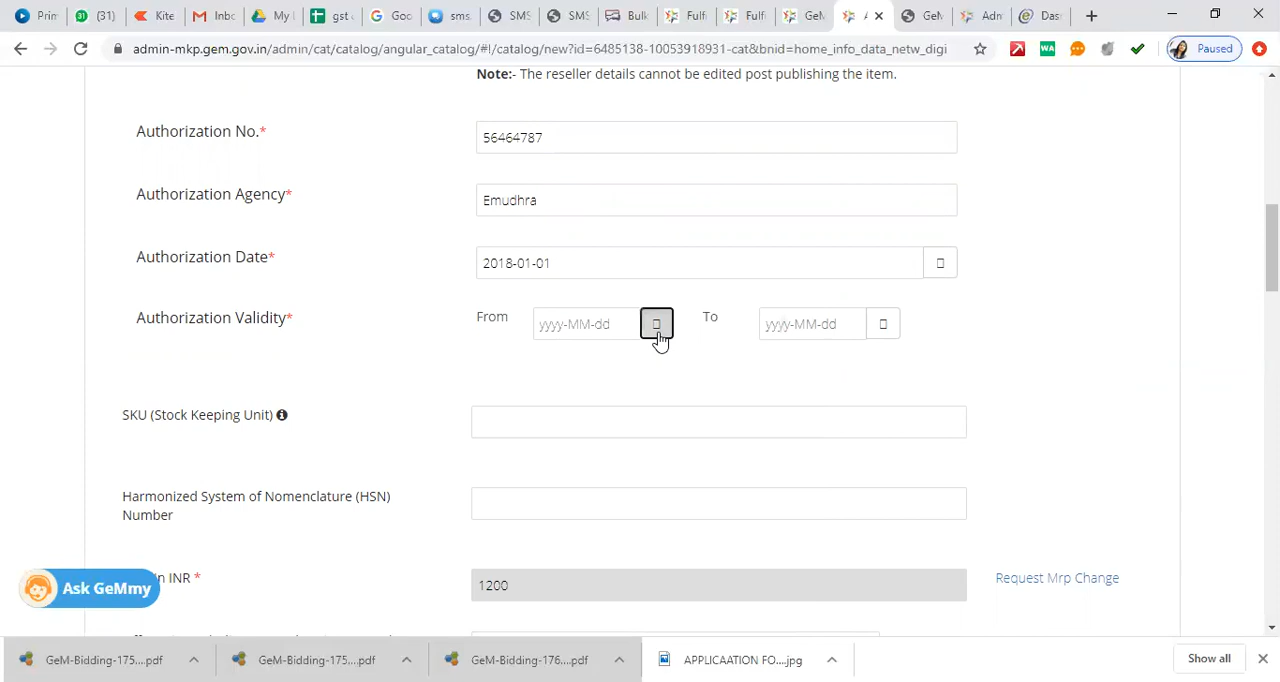 Prim
(31)
Kite
Inbo
My I
gst
Goo
sms.
SMS
SMS
Bulk
Fulf
Fulf
GeN
GeM
Adn
Das
admin-mkp.gem.gov.in/admin/cat/catalog/angular_catalog/#!/catalog/new?id=6485138-10053918931-cat&bnid=home_info_data_netw_digi
WA
Paused
Note:- The reseller details cannot be edited post publishing the item.
Authorization No.*
56464787
Authorization Agency*
Emudhra
Authorization Date*
2018-01-01
Authorization Validity*
From
yyyy-MM-dd
To
yyyy-MM-dd
SKU (Stock Keeping Unit)
Harmonized System of Nomenclature (HSN)
Number
Ask GeMmy
in INR *
1200
Request Mrp Change
GeM-Bidding-175....pdf
GeM-Bidding-175....pdf
GeM-Bidding-176....pdf
APPLICAATION FO....jpg
Show all